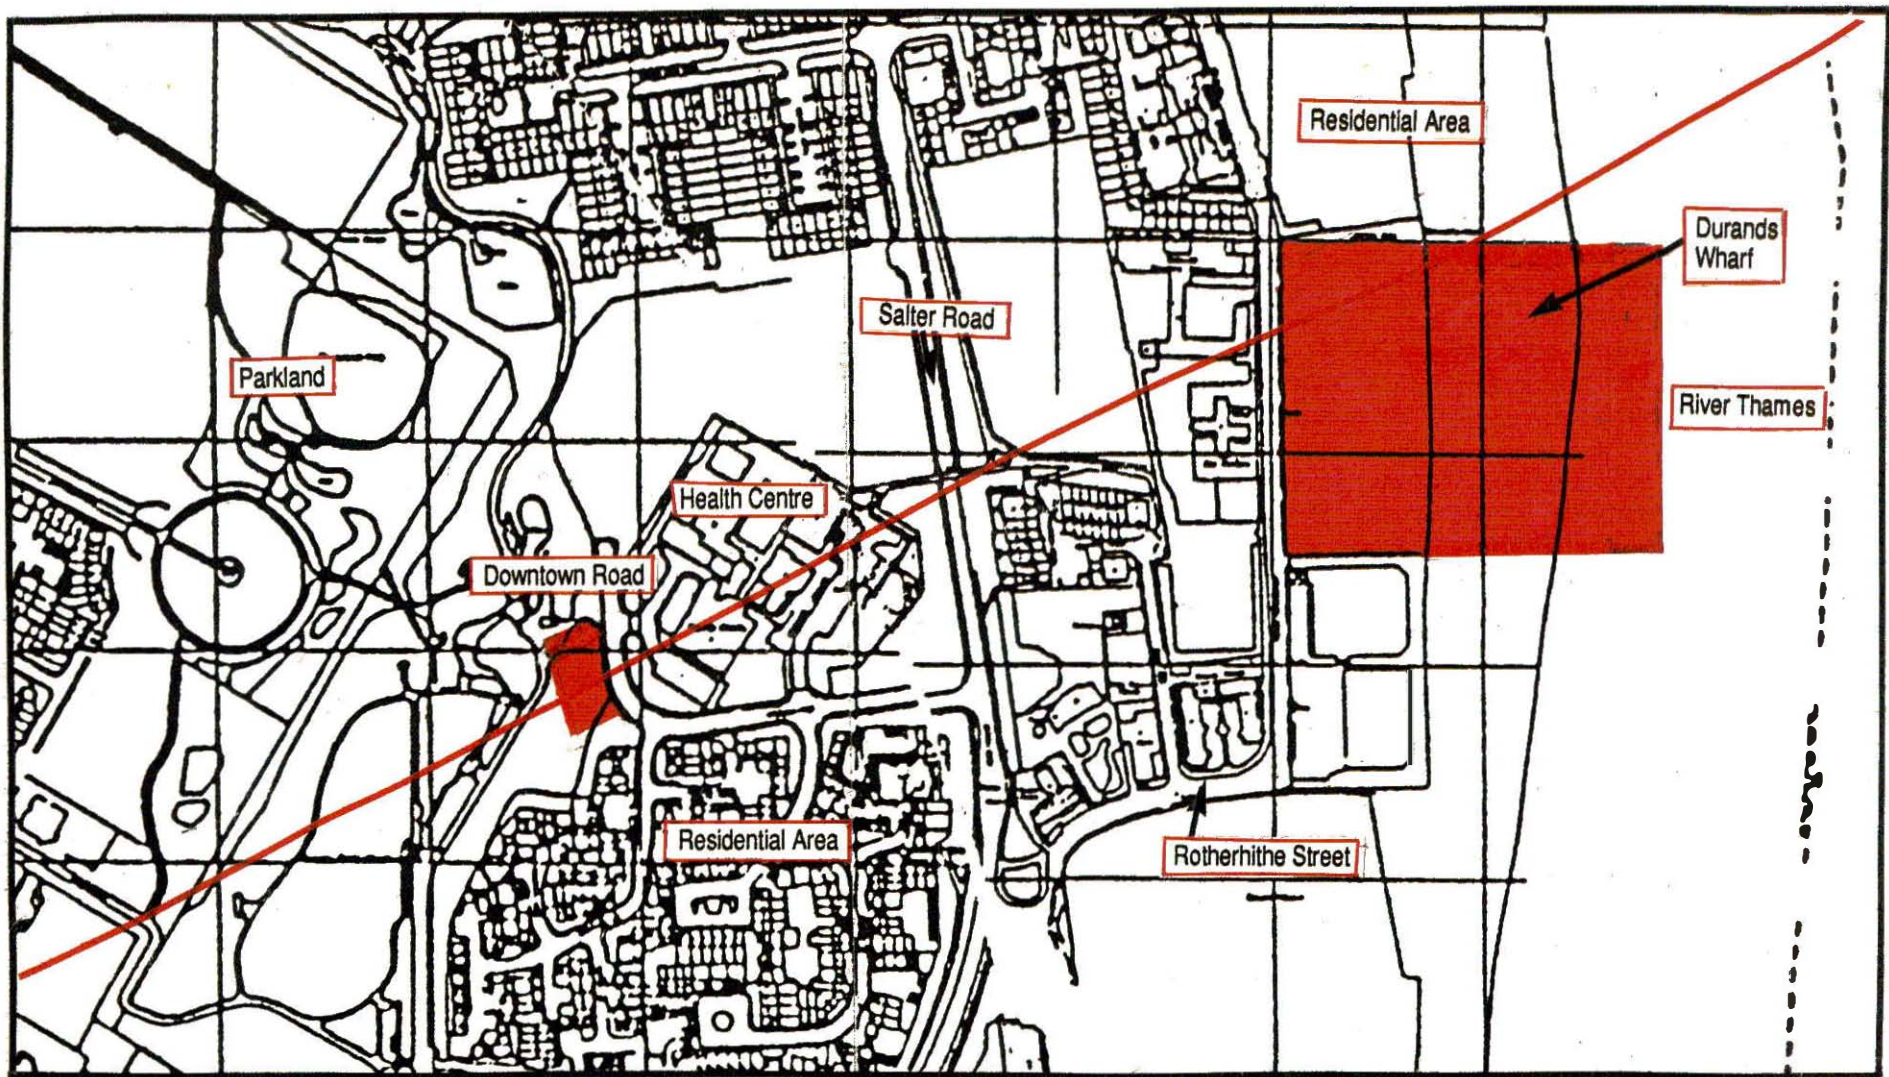 Residential Area
Durands
Wharf
Salter Road
Parkland
River Thames
Health Centre
Downtown Road
Residential Area
Rotherhithe Street